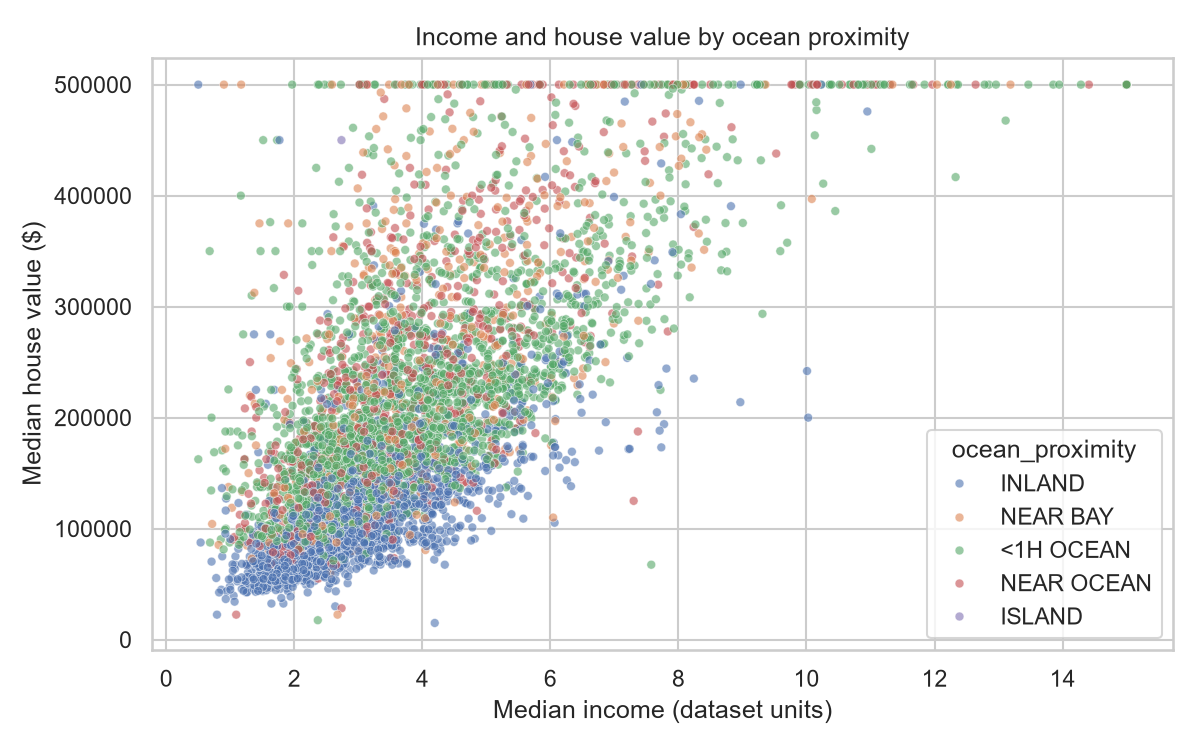 Income and house value by ocean proximity
Median house value ($)
500000
400000
300000
200000
100000
0
0 2 4 6 8 10 12 14
Median income (dataset units)
ocean_proximity
INLAND
NEAR BAY
<1H OCEAN
NEAR OCEAN
ISLAND